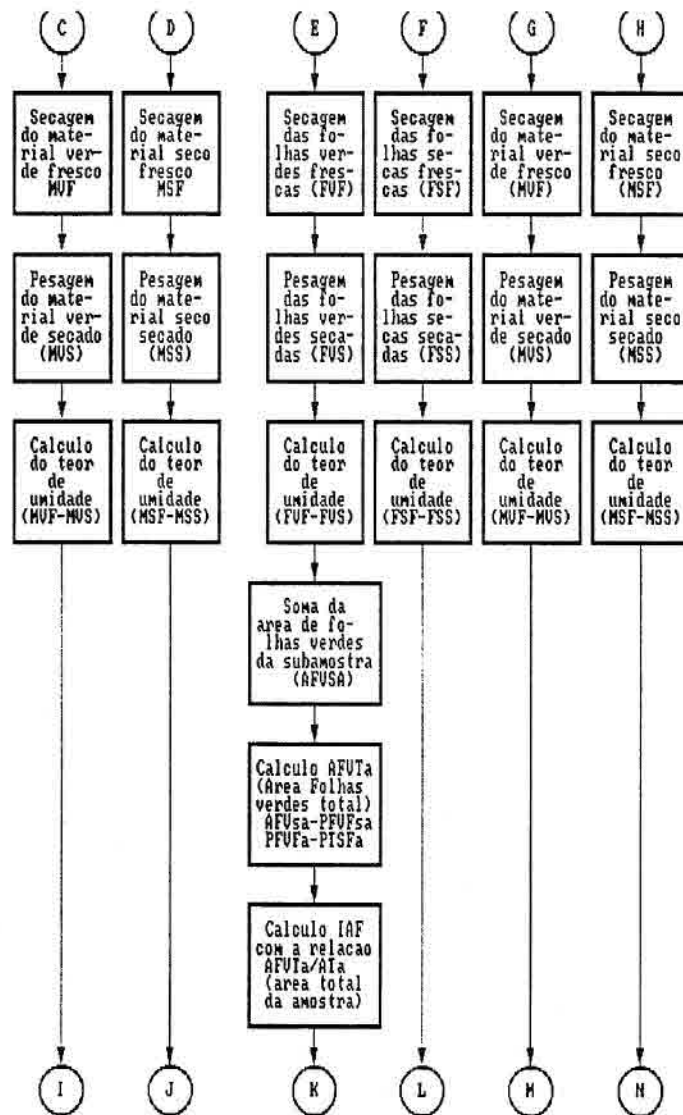 C
D
E
F
G
H
Secagem
do mate-
rial ver-
de fresco
MVF
Secagem
do mate-
rial seco
fresco
MSF
Secagem
das fo-
lhas ver-
des fres-
cas (FVF)
Secagem
das fo-
lhas se-
cas fres-
cas (FSF)
Secagem
do mate-
rial ver-
de fresco
(MVF)
Secagem
do mate-
rial seco
fresco
(MSF)
Pesagem
do mate-
rial ver-
de secado
(MVS)
Pesagem
do mate-
rial seco
secado
(MSS)
Pesagem
das fo-
lhas ver-
des seca-
das (FVS)
Pesagem
das fo-
lhas se-
cas seca-
das (FSS)
Pesagem
do mate-
rial ver-
de secado
(MVS)
Pesagem
do mate-
rial seco
secado
(MSS)
Calculo
do teor
de
umidade
(MVF-MVS)
Calculo
do teor
de
umidade
(MSF-MSS)
Calculo
do teor
de
umidade
(FVF-FVS)
Calculo
do teor
de
umidade
(FSF-FSS)
Calculo
do teor
de
umidade
(MVF-MVS)
Calculo
do teor
de
umidade
(MSF-MSS)
Soma da
area de fo-
lhas verdes
da subamostra
(AFVSA)
Calculo AFVTa
(Area Folhas
verdes total)
AFVsa-PFVFsa
PFVFa-PTSFa
Calculo IAF
com a relacao
AFVTa/ATa
(area total
da amostra)
I
J
K
L
M
N